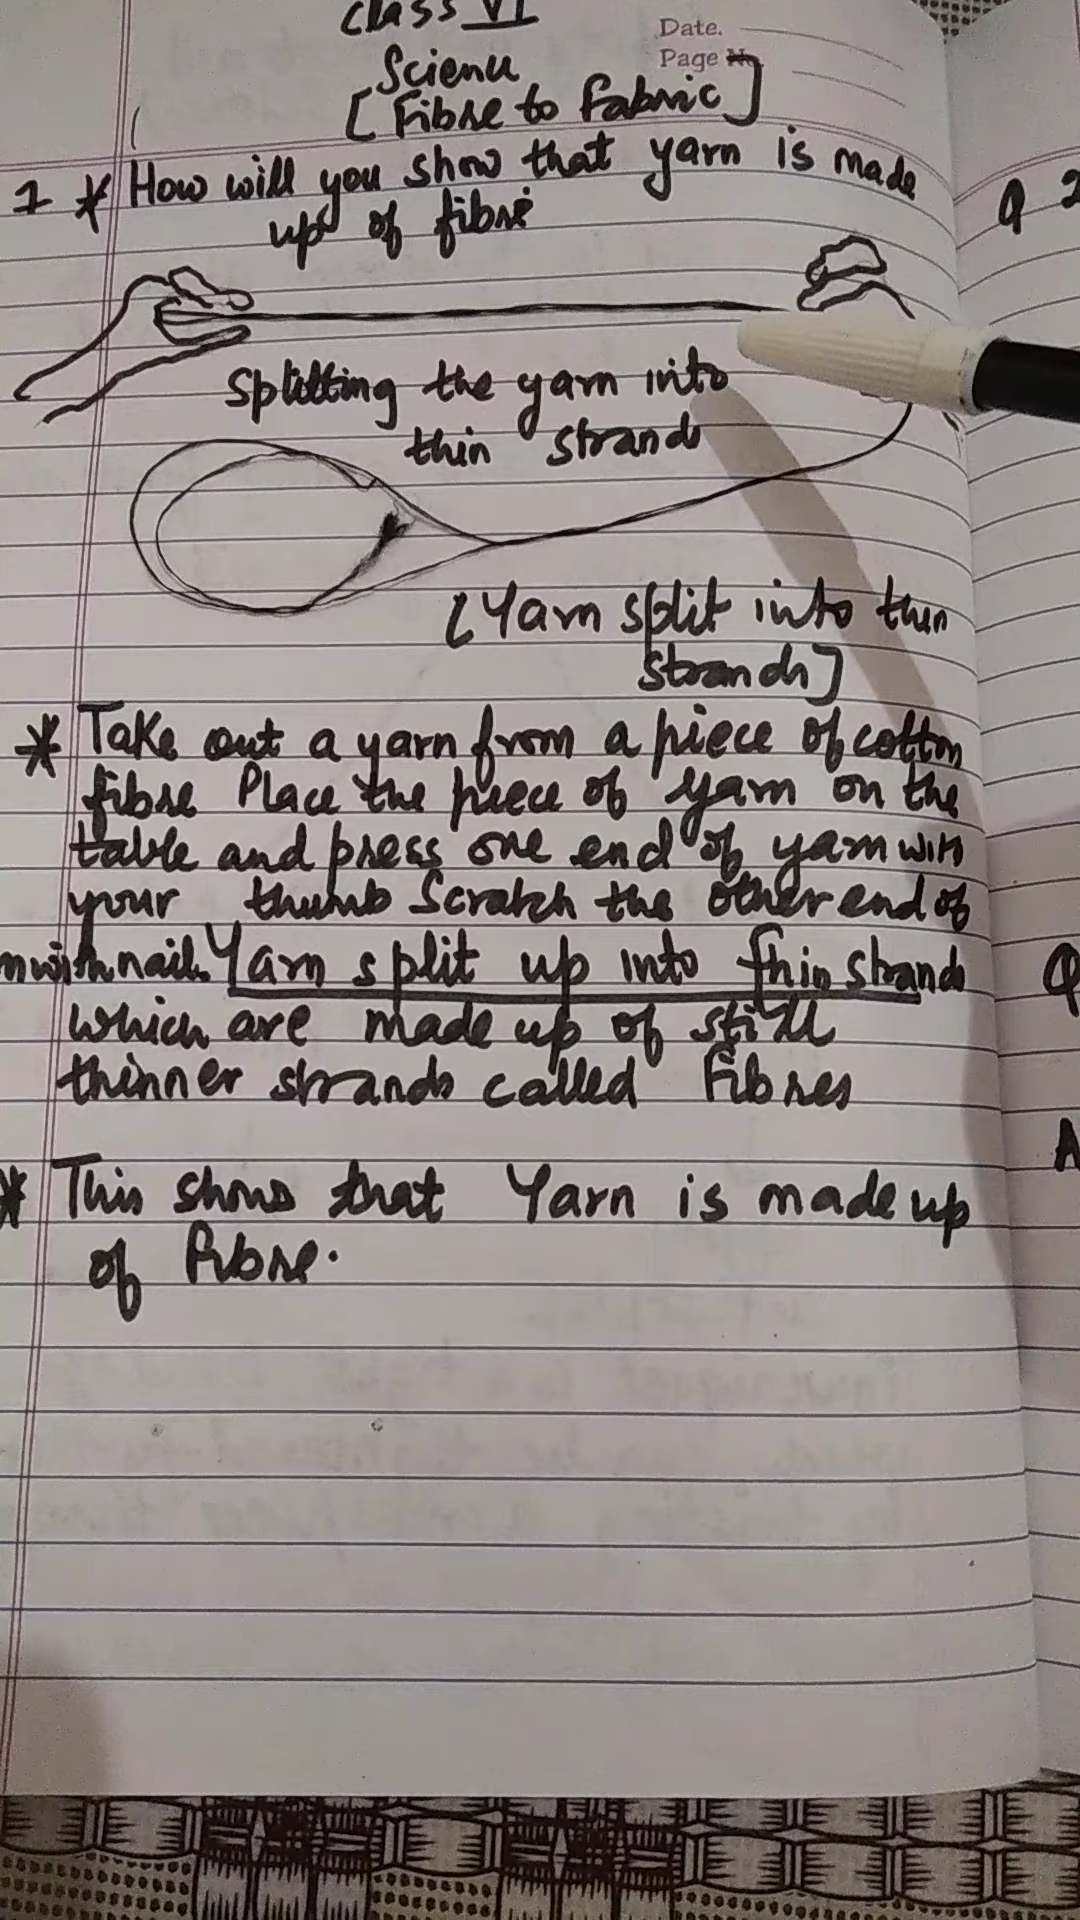 Class VI
Date.
Page No
Science
[Fibre to Fabric]
1 * How will you show that yarn is made
up of fibre
Q 2
Splitting the yarn into
thin strands
[Yarn split into thin
strands]
* Take out a yarn from a piece of cotton
fibre Place the piece of yarn on the
table and press one end of yarn with
your thumb Scratch the other end of
with nail. Yarn split up into thin strands
Q
which are made up of still
thinner strands called Fibres
A
* This shows that Yarn is made up
of Fibre.